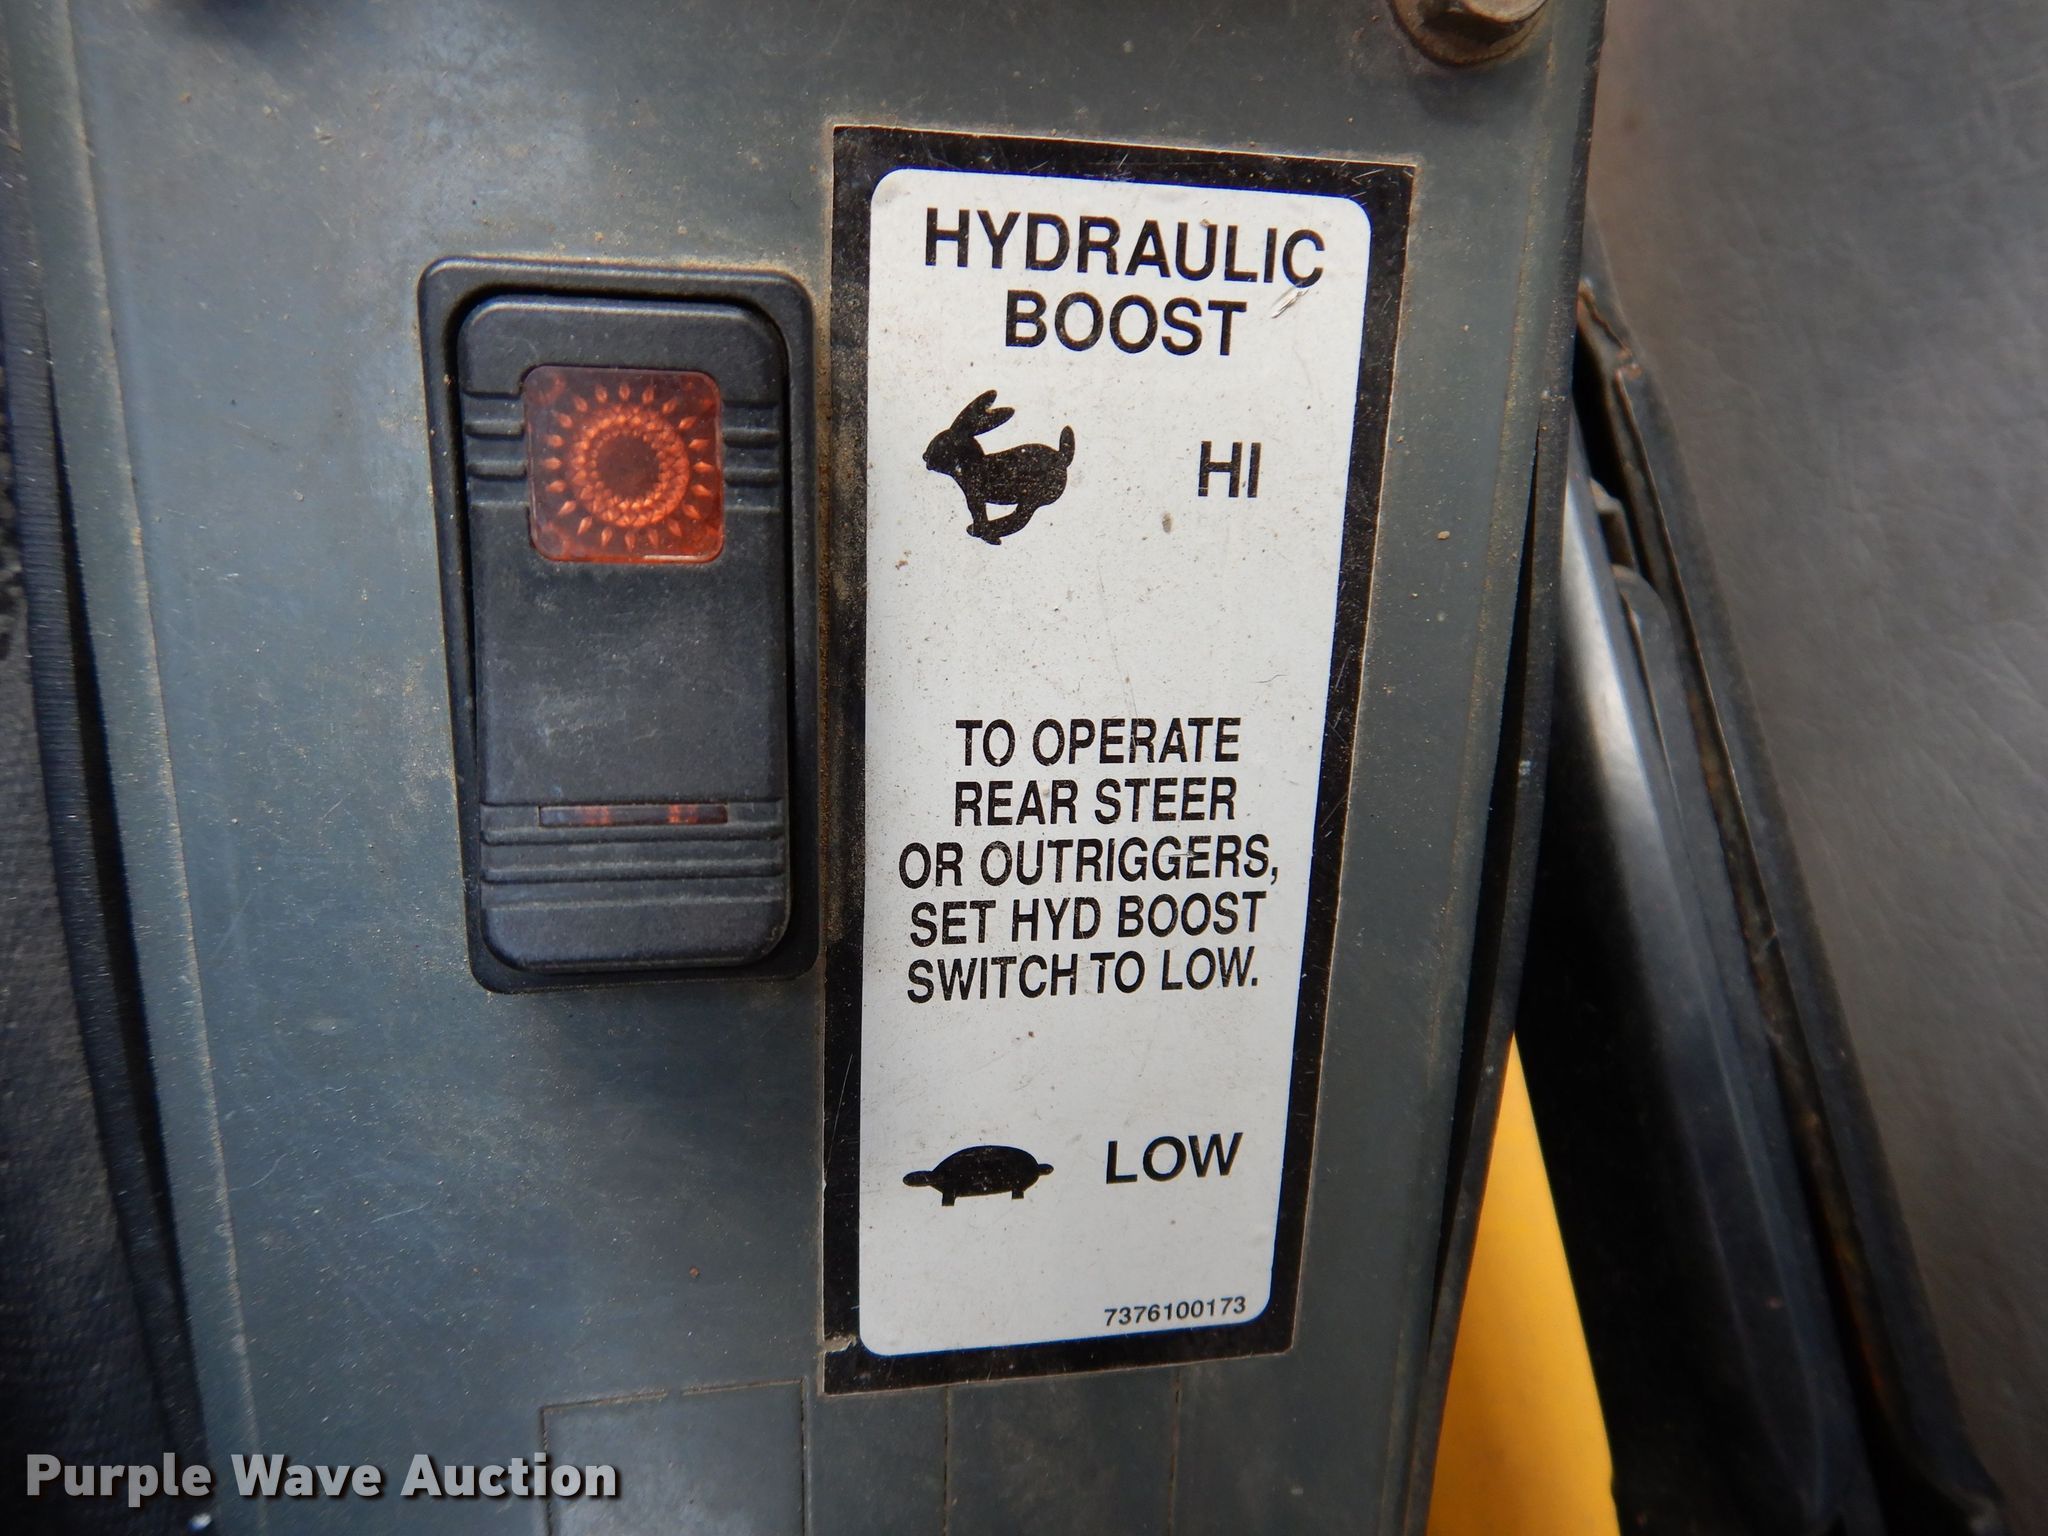 HYDRAULIC
BOOST
HI
TO OPERATE
REAR STEER
OR OUTRIGGERS,
SET HYD BOOST
SWITCH TO LOW.
LOW
7376100173
Purple Wave Auction